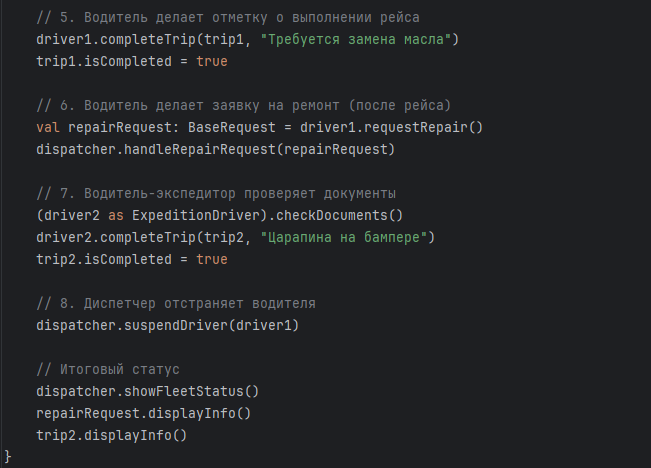 // 5. Водитель делает отметку о выполнении рейса
driver1.completeTrip(trip1, "Требуется замена масла")
trip1.isCompleted = true
// 6. Водитель делает заявку на ремонт (после рейса)
val repairRequest: BaseRequest = driver1.requestRepair()
dispatcher.handleRepairRequest(repairRequest)
// 7. Водитель-экспедитор проверяет документы
(driver2 as ExpeditionDriver).checkDocuments()
driver2.completeTrip(trip2, "Царапина на бампере")
trip2.isCompleted = true
// 8. Диспетчер отстраняет водителя
dispatcher.suspendDriver(driver1)
// Итоговый статус
dispatcher.showFleetStatus()
repairRequest.displayInfo()
trip2.displayInfo()
}